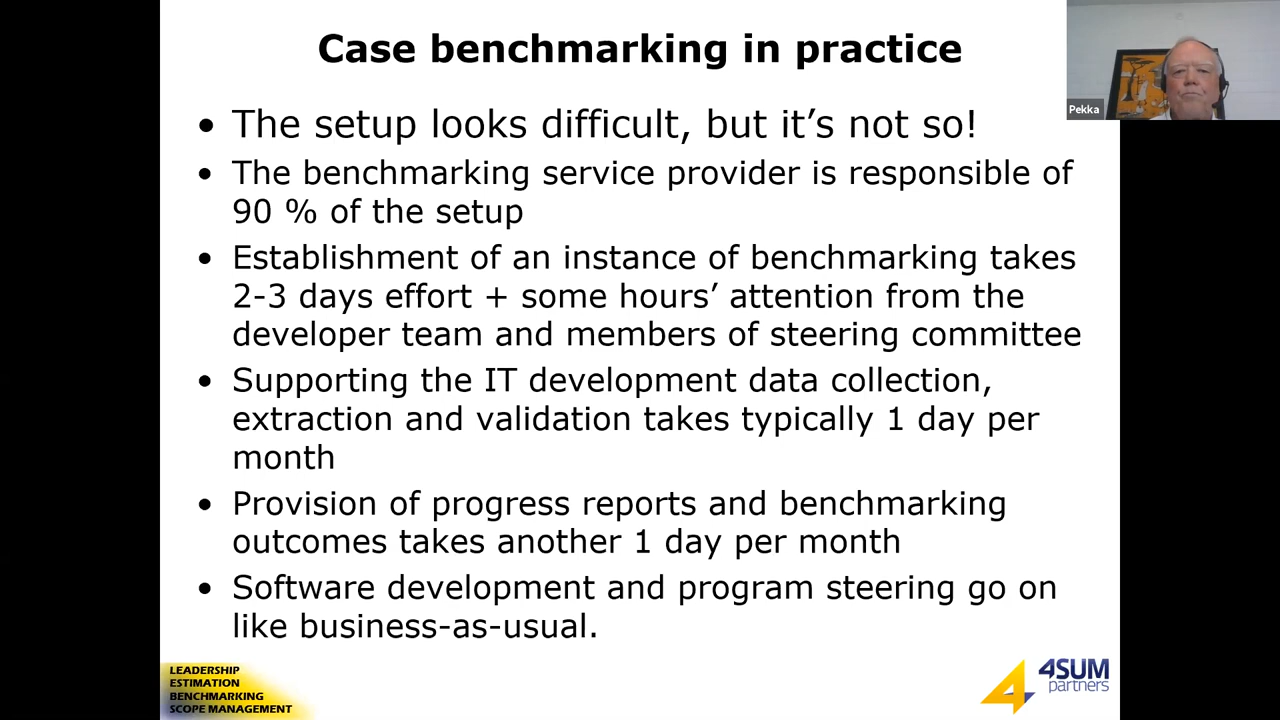 Case benchmarking in practice
• The setup looks difficult, but it's not so!
• The benchmarking service provider is responsible of
90 % of the setup
• Establishment of an instance of benchmarking takes
2-3 days effort + some hours’ attention from the
developer team and members of steering committee
• Supporting the IT development data collection,
extraction and validation takes typically 1 day per
month
• Provision of progress reports and benchmarking
outcomes takes another 1 day per month
• Software development and program steering go on
like business-as-usual.
Pekka
LEADERSHIP
ESTIMATION
BENCHMARKING
SCOPE MANAGEMENT
4SUM
partners